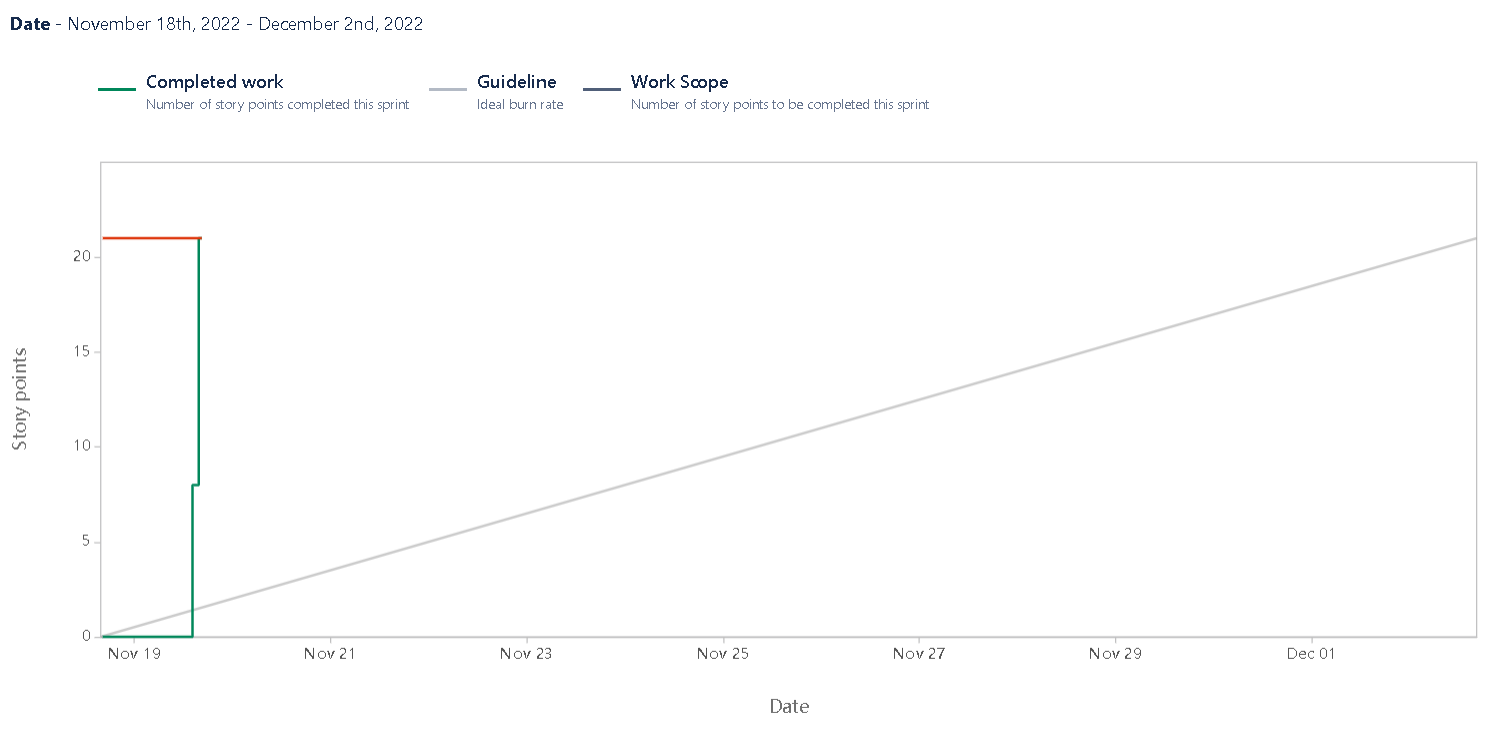 Date - November 18th, 2022 - December 2nd, 2022
Completed work Guideline Work Scope
Number of story points completed this sprint Ideal burn rate Number of story points to be completed this sprint
20
15
10
5
0
Story points
Nov 19 Nov 21 Nov 23 Nov 25 Nov 27 Nov 29 Dec 01
Date